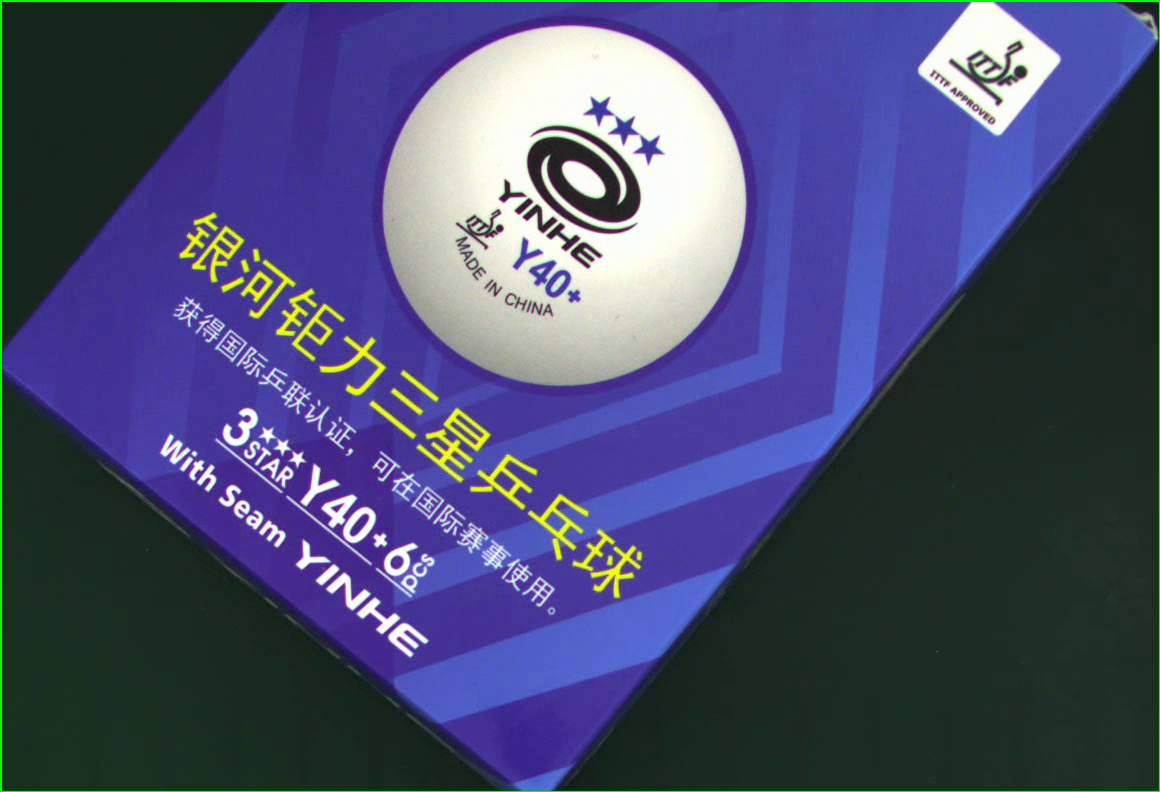 ITTF
ITTF APPROVED
YINHE
ITTF
Y40+
MADE IN CHINA
银河钜力三星乒乓球
获得国际乒联认证，可在国际赛事使用。
3 STAR Y40+ 6 PCS
With Seam YINHE